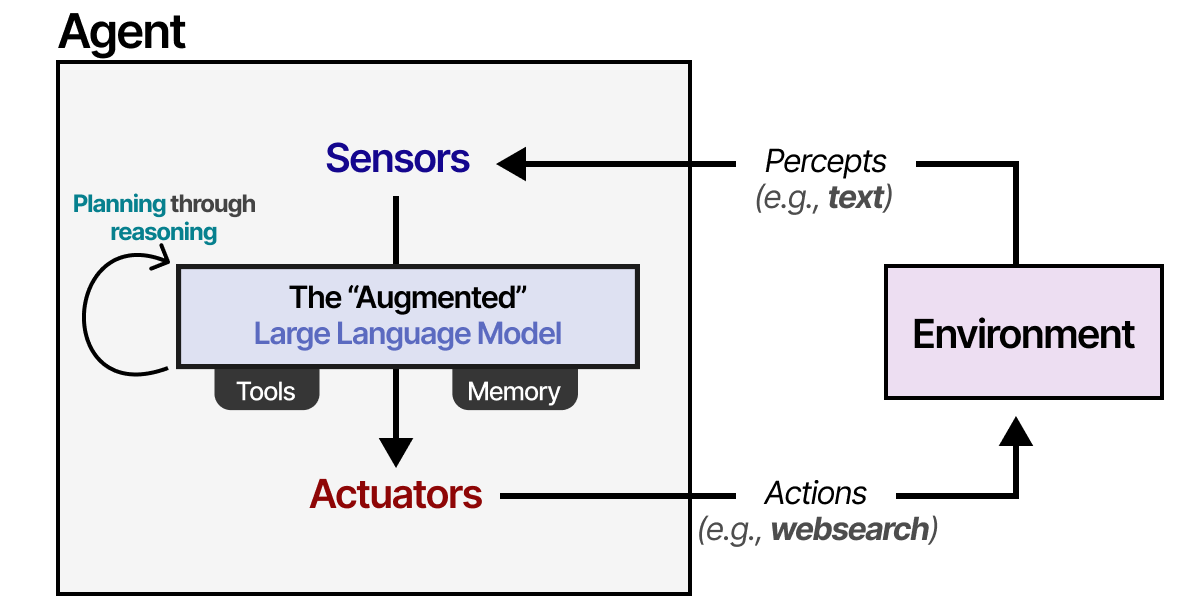 Agent
Sensors
Percepts
(e.g., text)
Planning through
reasoning
The “Augmented”
Large Language Model
Environment
Tools
Memory
Actuators
Actions
(e.g., websearch)